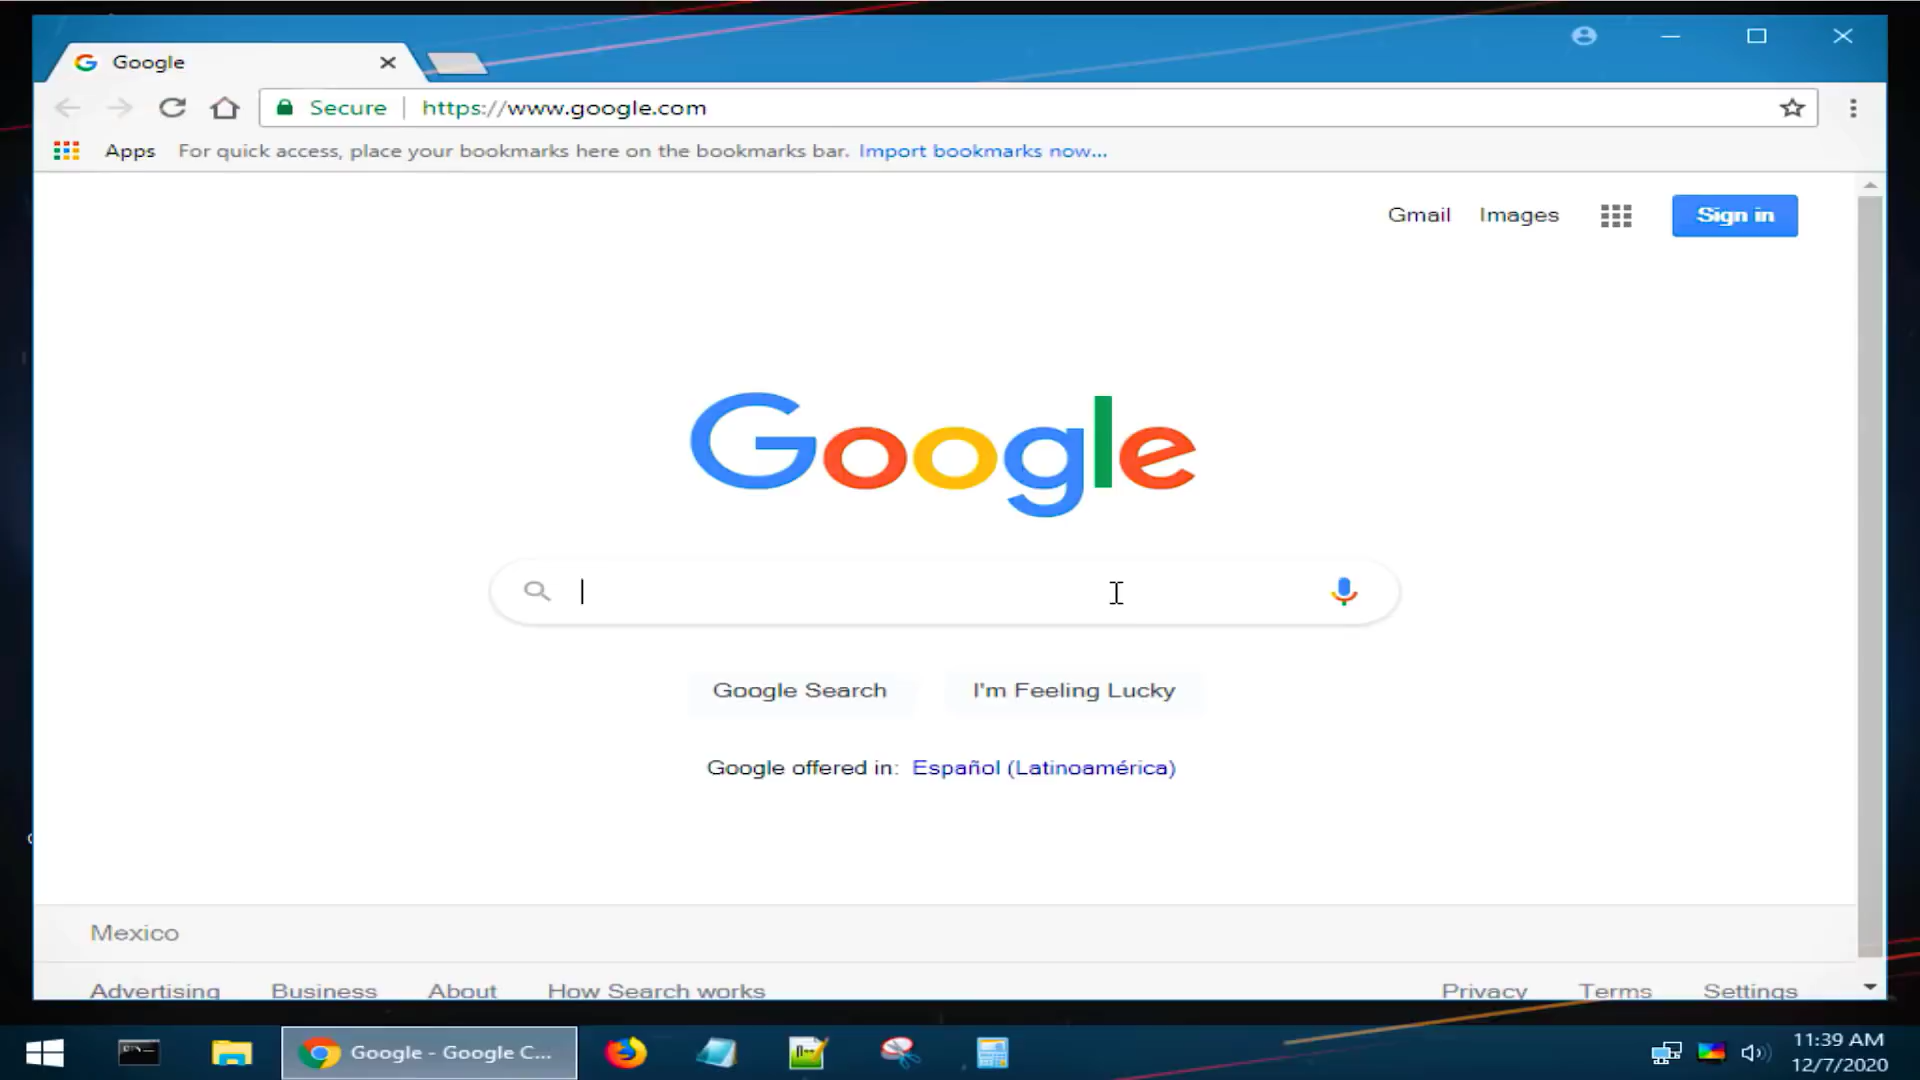 Google
Secure
https://www.google.com
Apps
For quick access, place your bookmarks here on the bookmarks bar. Import bookmarks now...
Gmail
Images
Sign in
Google
Google Search
I'm Feeling Lucky
Google offered in: Español (Latinoamérica)
Mexico
Advertising
Business
About
How Search works
Privacy
Terms
Settings
Google - Google C...
11:39 AM
12/7/2020